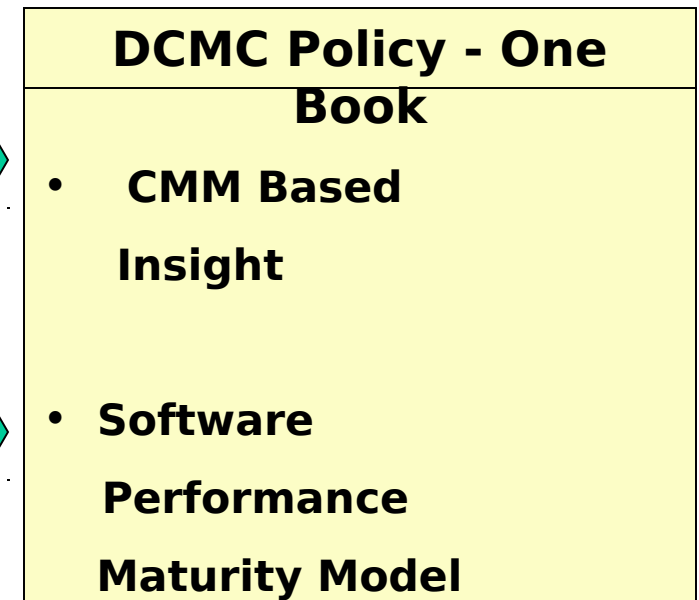 DCMC Policy - One
Book
• CMM Based
Insight
• Software
Performance
Maturity Model